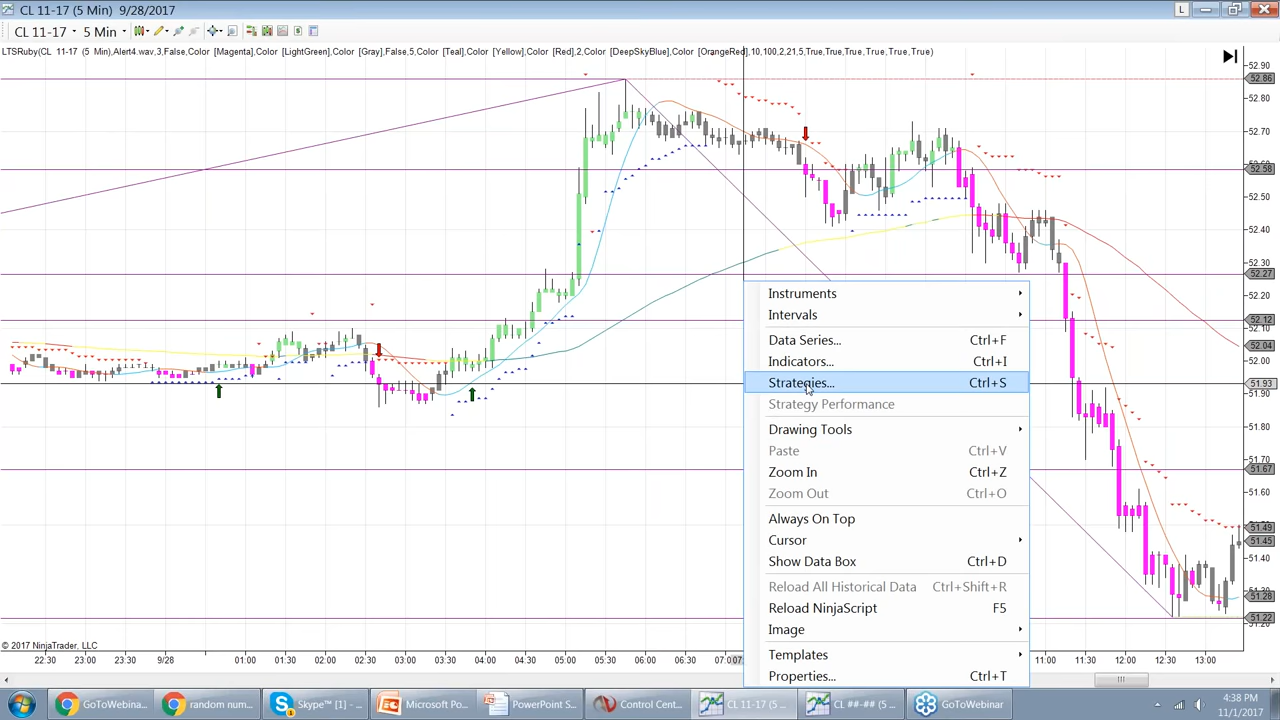 CL 11-17 (5 Min)  9/28/2017
L
CL 11-17  5 Min
LTSRuby(CL 11-17 (5 Min),Alert4.wav,3,False,Color [Magenta],Color [LightGreen],Color [Gray],False,5,Color [Teal],Color [Yellow],Color [Red],2,Color [DeepSkyBlue],Color [OrangeRed],10,100,2,21,5,True,True,True,True,True,True)
52.90
52.86
52.80
52.70
52.58
52.50
52.40
52.30
52.27
52.20
52.12
52.04
52.00
51.93
51.80
51.70
51.67
51.60
51.49
51.45
51.40
51.28
51.22
Instruments
Intervals
Data Series... Ctrl+F
Indicators... Ctrl+I
Strategies... Ctrl+S
Strategy Performance
Drawing Tools
Paste Ctrl+V
Zoom In Ctrl+Z
Zoom Out Ctrl+O
Always On Top
Cursor
Show Data Box Ctrl+D
Reload All Historical Data Ctrl+Shift+R
Reload NinjaScript F5
Image
Templates
Properties... Ctrl+T
© 2017 NinjaTrader, LLC
22:30 23:00 23:30 9/28 01:00 01:30 02:00 02:30 03:00 03:30 04:00 04:30 05:00 05:30 06:00 06:30 11:00 11:30 12:00 12:30 13:00
GoToWebina... random num... Skype™ [1] - ... Microsoft Po... PowerPoint S... Control Cent... CL 11-17 (5 ... CL ##-## (5 ... GoToWebinar
4:38 PM
11/1/2017